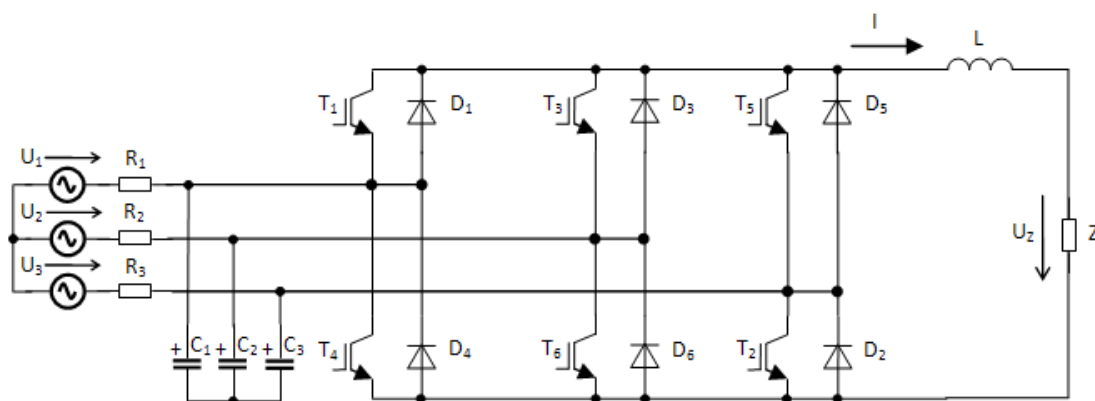 I
L
T₁
D₁
T₃
D₃
T₅
D₅
U₁
R₁
U₂
R₂
U₃
R₃
U_Z
Z
+ C₁
+ C₂
+ C₃
T₄
D₄
T₆
D₆
T₂
D₂